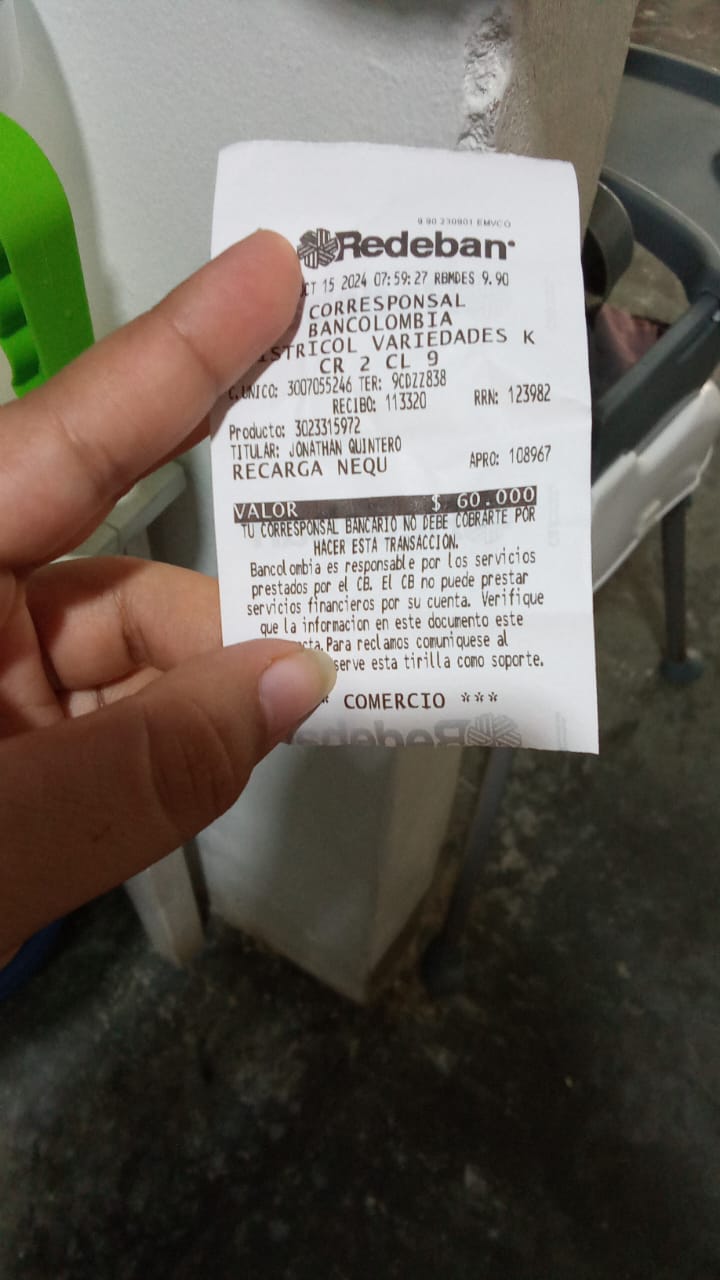 9.90 230901 EMVCO
Redeban
OCT 15 2024 07:59:27 RBMDES 9.90
CORRESPONSAL
BANCOLOMBIA
ISTRICOL VARIEDADES K
CR 2 CL 9
C.UNICO: 3007055246 TER: 9CDZZ838
RECIBO: 113320 RRN: 123982
Producto: 3023315972
TITULAR: JONATHAN QUINTERO
RECARGA NEQU APRO: 108967
VALOR $ 60.000
TU CORRESPONSAL BANCARIO NO DEBE COBRARTE POR
HACER ESTA TRANSACCION.
Bancolombia es responsable por los servicios
prestados por el CB. El CB no puede prestar
servicios financieros por su cuenta. Verifique
que la informacion en este documento este
cta. Para reclamos comuniquese al
serve esta tirilla como soporte.
* COMERCIO ***
Redeban